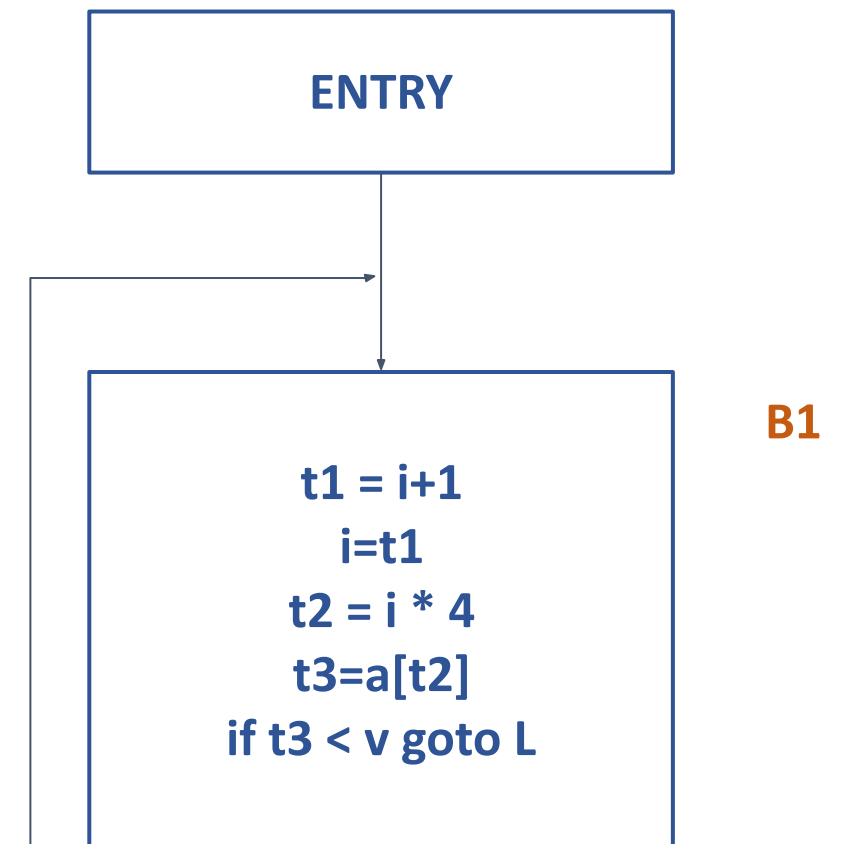 ENTRY
B1
t1 = i+1
i=t1
t2 = i * 4
t3=a[t2]
if t3 < v goto L